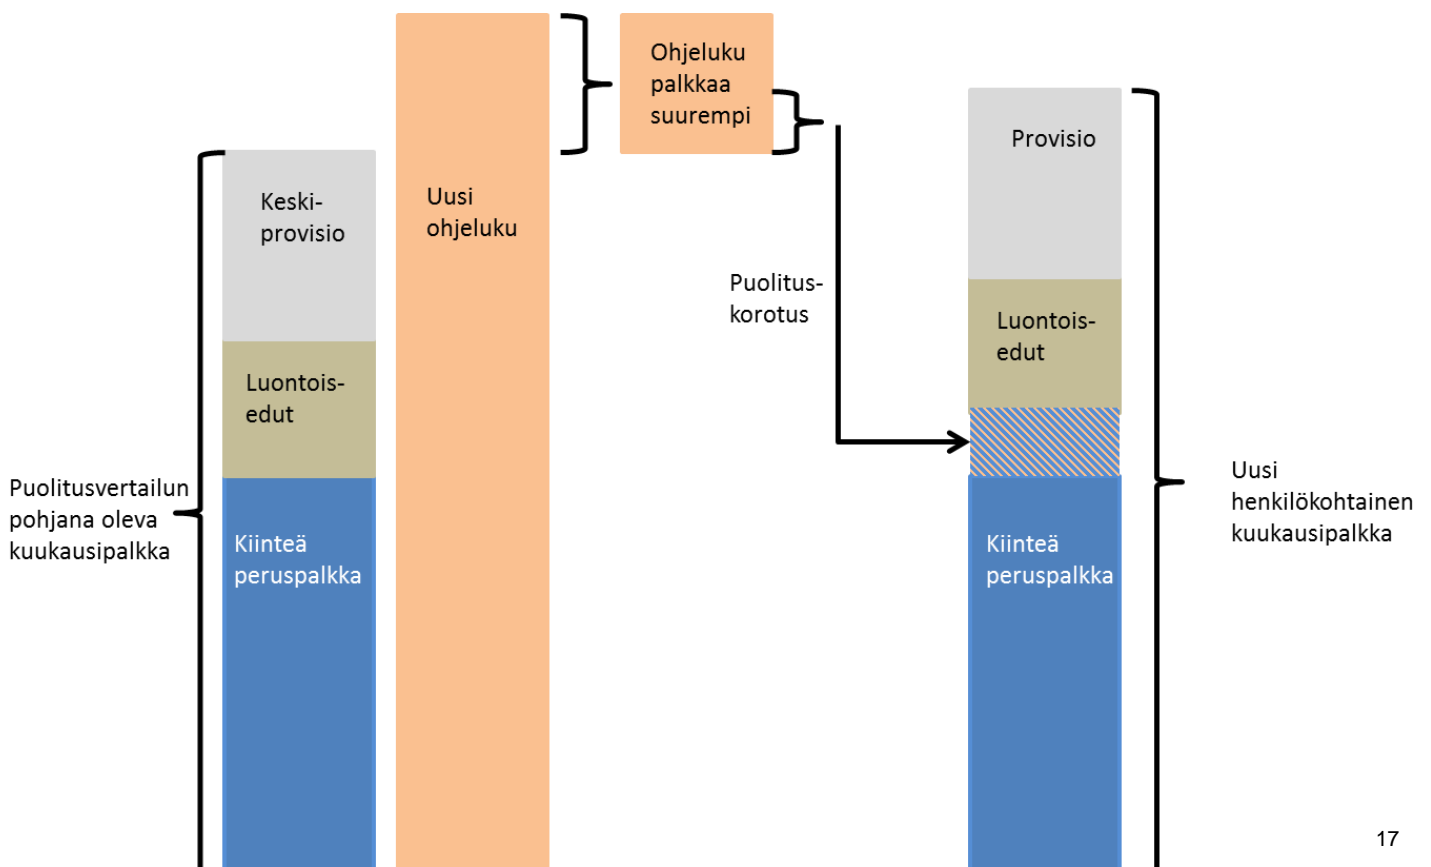 Puolitusvertailun
pohjana oleva
kuukausipalkka
Keski-
provisio
Luontois-
edut
Kiinteä
peruspalkka
Uusi
ohjeluku
Ohjeluku
palkkaa
suurempi
Puolitus-
korotus
Provisio
Luontois-
edut
Kiinteä
peruspalkka
Uusi
henkilökohtainen
kuukausipalkka
17